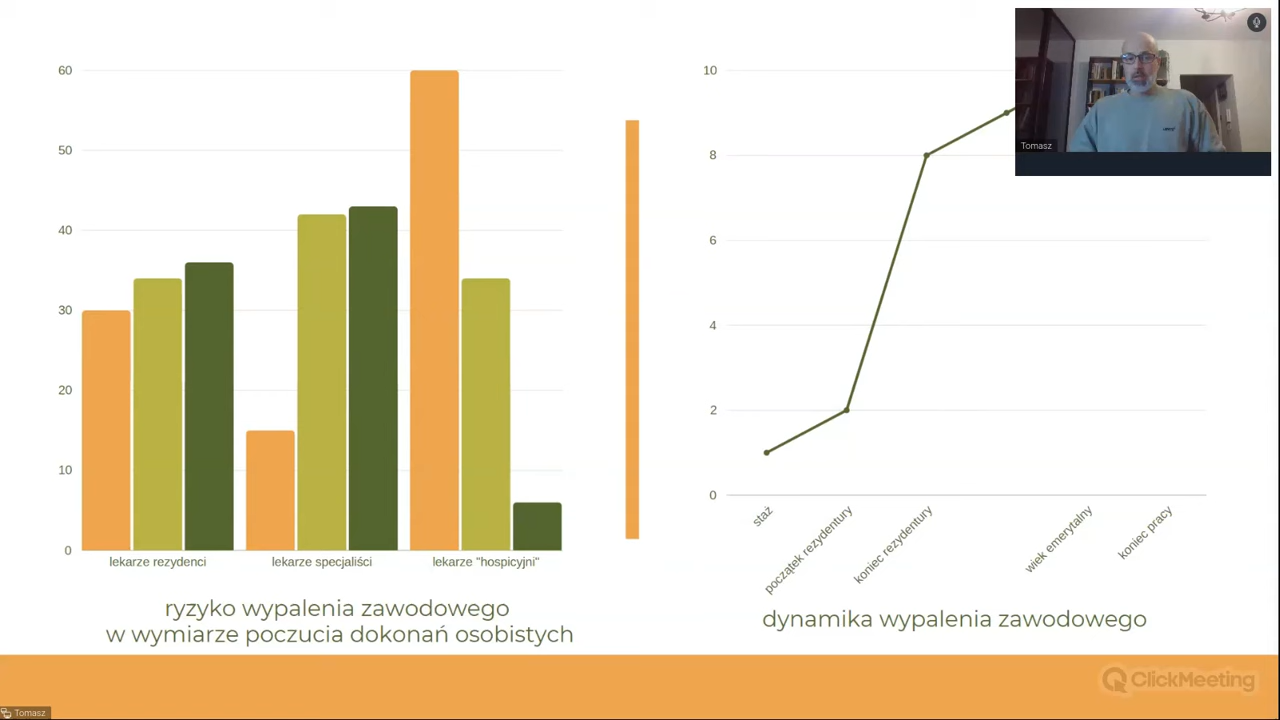 60
50
40
30
20
10
0
lekarze rezydenci
lekarze specjaliści
lekarze "hospicyjni"
ryzyko wypalenia zawodowego
w wymiarze poczucia dokonań osobistych
10
8
6
4
2
0
staż
początek rezydentury
koniec rezydentury
wiek emerytalny
koniec pracy
dynamika wypalenia zawodowego
Tomasz
ClickMeeting
Tomasz